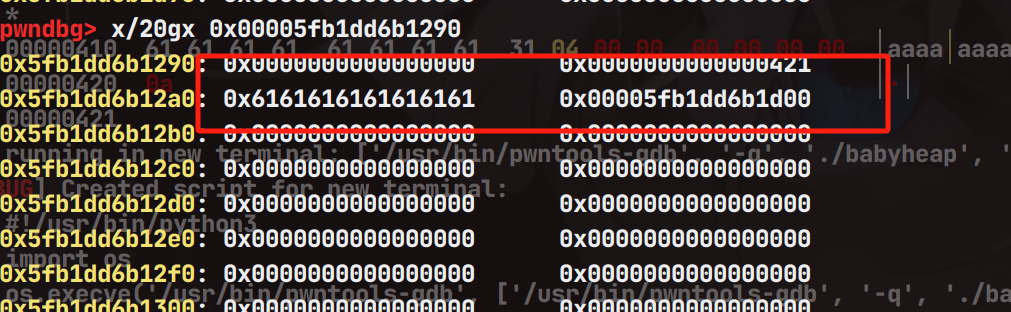 pwndbg> x/20gx 0x00005fb1dd6b1290
00000410 61 61 61 61 61 61 61 61 31 04 00 00 00 00 00 00 |aaaa|aaaa
0x5fb1dd6b1290: 0x0000000000000000 0x0000000000000421
00000420 0a
0x5fb1dd6b12a0: 0x6161616161616161 0x00005fb1dd6b1d00
00000421
0x5fb1dd6b12b0: 0x0000000000000000 0x0000000000000000
running in new terminal: ['/usr/bin/pwntools-gdb', '-q', './babyheap', '
0x5fb1dd6b12c0: 0x0000000000000000 0x0000000000000000
BUG] Created script for new terminal:
0x5fb1dd6b12d0: 0x0000000000000000 0x0000000000000000
#!/usr/bin/python3
0x5fb1dd6b12e0: 0x0000000000000000 0x0000000000000000
import os
0x5fb1dd6b12f0: 0x0000000000000000 0x0000000000000000
os.execve('/usr/bin/pwntools-gdb', ['/usr/bin/pwntools-gdb', '-q', './ba
0x5fb1dd6b1300: 0x0000000000000000 0x0000000000000000